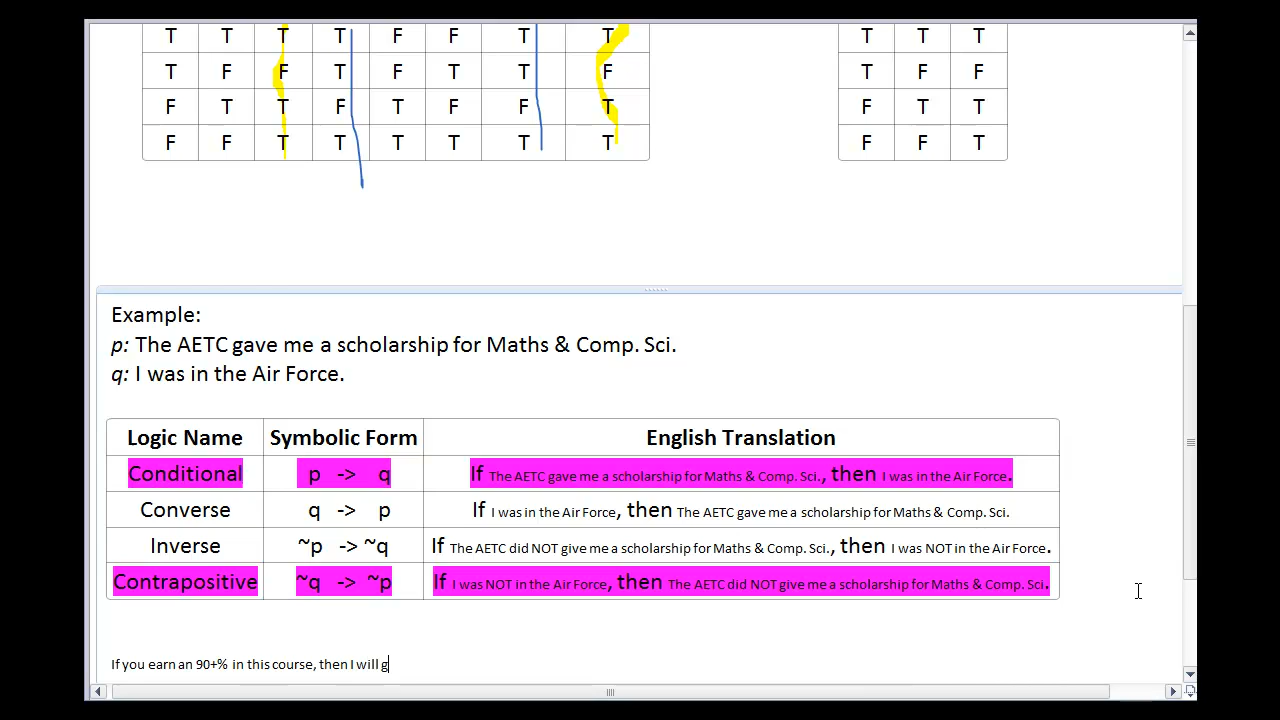 T T T T F F T T T T T
T F F T F T T F T F F
F T T F T F F T F T T
F F T T T T T T F F T
Example:
p: The AETC gave me a scholarship for Maths & Comp. Sci.
q: I was in the Air Force.
Logic Name Symbolic Form English Translation
Conditional p -> q If The AETC gave me a scholarship for Maths & Comp. Sci., then I was in the Air Force.
Converse q -> p If I was in the Air Force, then The AETC gave me a scholarship for Maths & Comp. Sci.
Inverse ~p -> ~q If The AETC did NOT give me a scholarship for Maths & Comp. Sci., then I was NOT in the Air Force.
Contrapositive ~q -> ~p If I was NOT in the Air Force, then The AETC did NOT give me a scholarship for Maths & Comp. Sci.
If you earn an 90+% in this course, then I will g